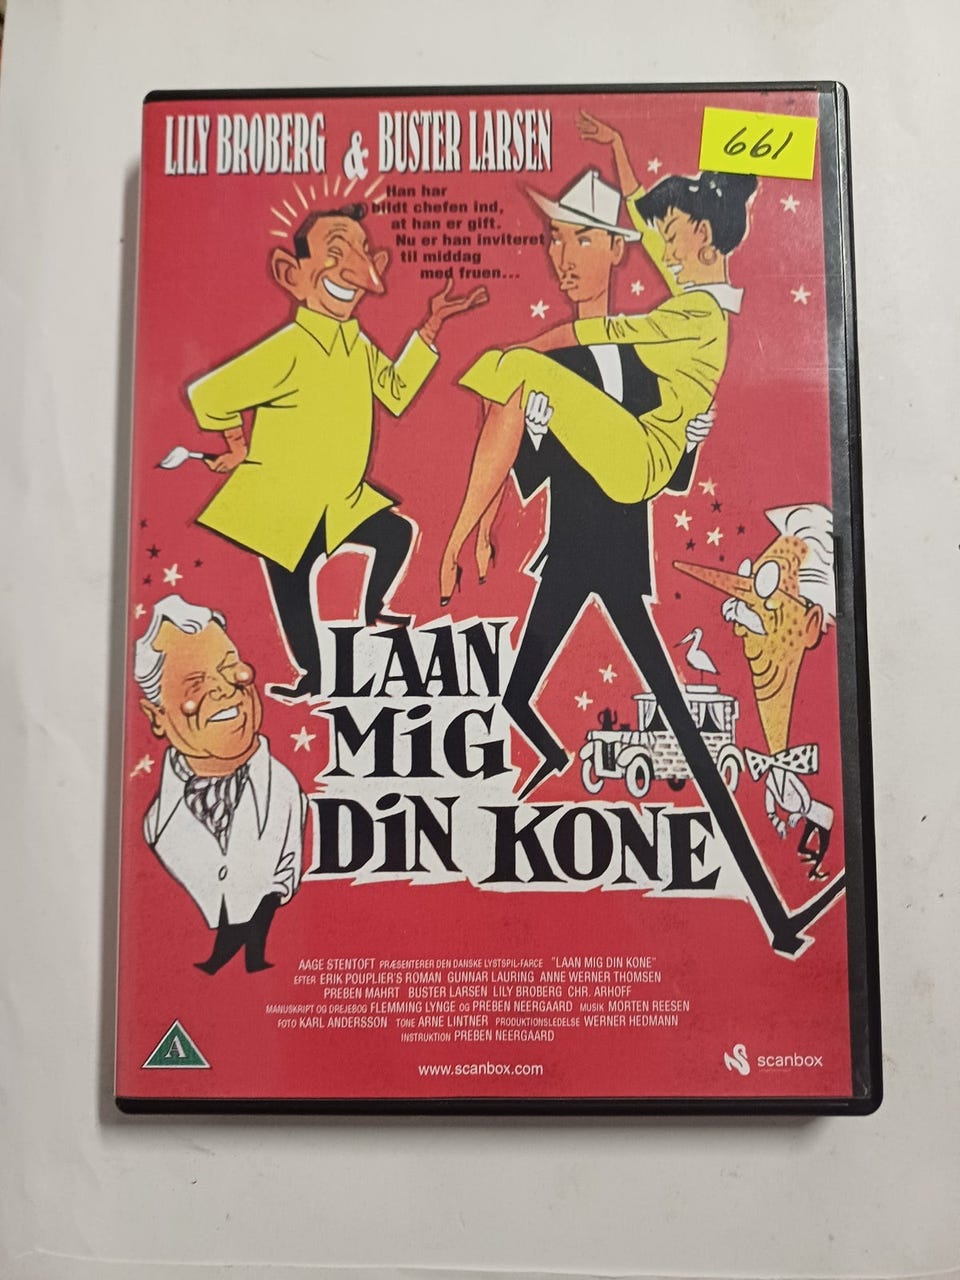 LILY BROBERG & BUSTER LARSEN
661
Han har
bildt chefen ind,
at han er gift.
Nu er han inviteret
til middag
med fruen...
LAAN
MiG
DiN KONE
AAGE STENTOFT PRÆSENTERER DEN DANSKE LYSTSPIL-FARCE "LAAN MIG DIN KONE"
EFTER ERIK POUPLIER'S ROMAN GUNNAR LAURING ANNE WERNER THOMSEN
PREBEN MAHRT BUSTER LARSEN LILY BROBERG CHR. ARHOFF
MANUSKRIPT OG DREJEBOG FLEMMING LYNGE OG PREBEN NEERGAARD MUSIK MORTEN REESEN
FOTO KARL ANDERSSON TONE ARNE LINTNER PRODUKTIONSLEDELSE WERNER HEDMANN
INSTRUKTION PREBEN NEERGAARD
A
www.scanbox.com
scanbox